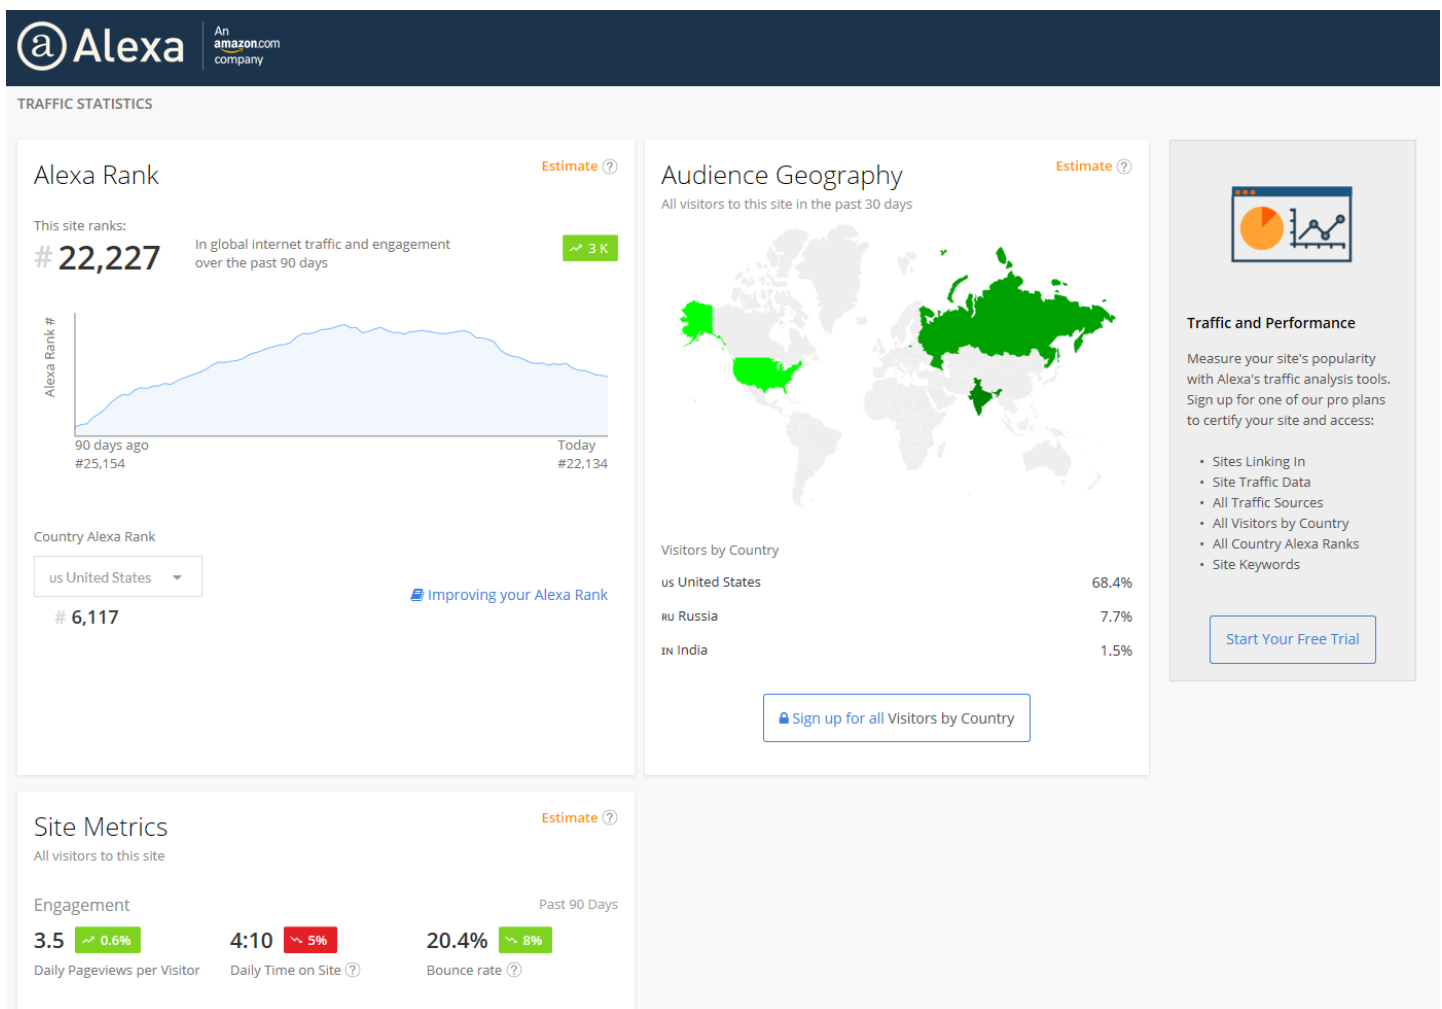 a Alexa
An
amazon.com
company
TRAFFIC STATISTICS
Alexa Rank
Estimate ?
This site ranks:
# 22,227
In global internet traffic and engagement
over the past 90 days
3 K
Alexa Rank #
90 days ago
#25,154
Today
#22,134
Country Alexa Rank
us United States
# 6,117
Improving your Alexa Rank
Audience Geography
Estimate ?
All visitors to this site in the past 30 days
Visitors by Country
us United States 68.4%
RU Russia 7.7%
IN India 1.5%
Sign up for all Visitors by Country
Traffic and Performance
Measure your site's popularity
with Alexa's traffic analysis tools.
Sign up for one of our pro plans
to certify your site and access:
• Sites Linking In
• Site Traffic Data
• All Traffic Sources
• All Visitors by Country
• All Country Alexa Ranks
• Site Keywords
Start Your Free Trial
Site Metrics
Estimate ?
All visitors to this site
Engagement
Past 90 Days
3.5 0.6%
Daily Pageviews per Visitor
4:10 5%
Daily Time on Site ?
20.4% 8%
Bounce rate ?